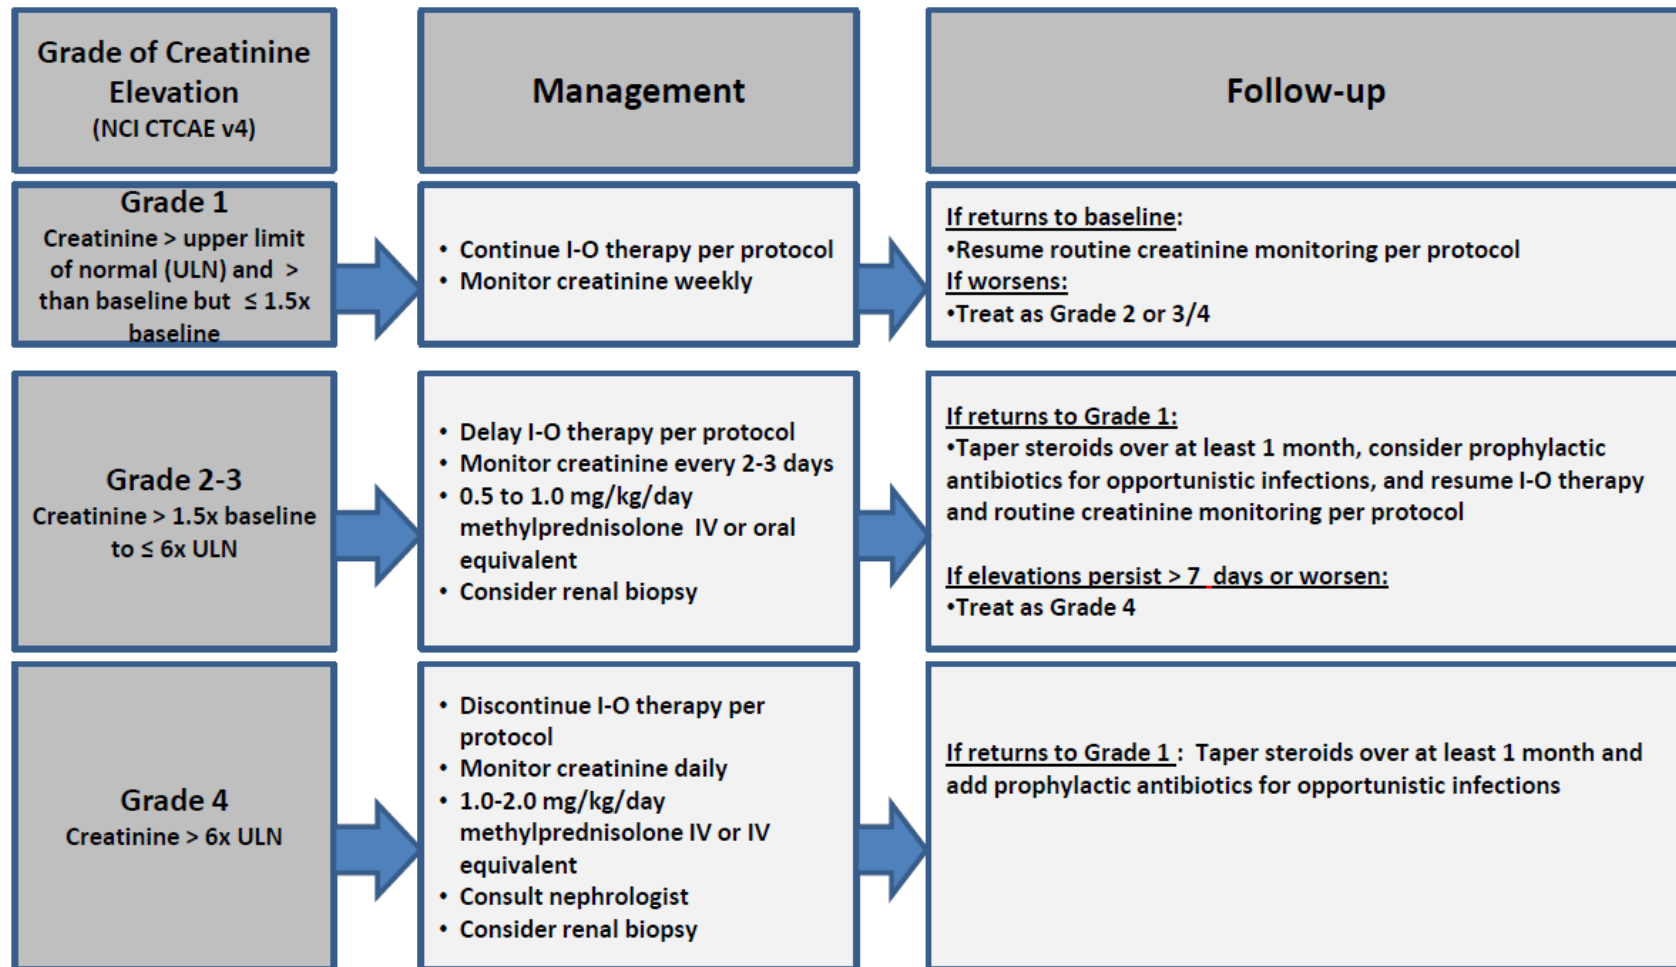 Grade of Creatinine
Elevation
(NCI CTCAE v4)
Management
Follow-up
Grade 1
Creatinine > upper limit
of normal (ULN) and >
than baseline but ≤ 1.5x
baseline
• Continue I-O therapy per protocol
• Monitor creatinine weekly
If returns to baseline:
•Resume routine creatinine monitoring per protocol
If worsens:
•Treat as Grade 2 or 3/4
Grade 2-3
Creatinine > 1.5x baseline
to ≤ 6x ULN
• Delay I-O therapy per protocol
• Monitor creatinine every 2-3 days
• 0.5 to 1.0 mg/kg/day
methylprednisolone IV or oral
equivalent
• Consider renal biopsy
If returns to Grade 1:
•Taper steroids over at least 1 month, consider prophylactic
antibiotics for opportunistic infections, and resume I-O therapy
and routine creatinine monitoring per protocol
If elevations persist > 7 days or worsen:
•Treat as Grade 4
Grade 4
Creatinine > 6x ULN
• Discontinue I-O therapy per
protocol
• Monitor creatinine daily
• 1.0-2.0 mg/kg/day
methylprednisolone IV or IV
equivalent
• Consult nephrologist
• Consider renal biopsy
If returns to Grade 1 : Taper steroids over at least 1 month and
add prophylactic antibiotics for opportunistic infections